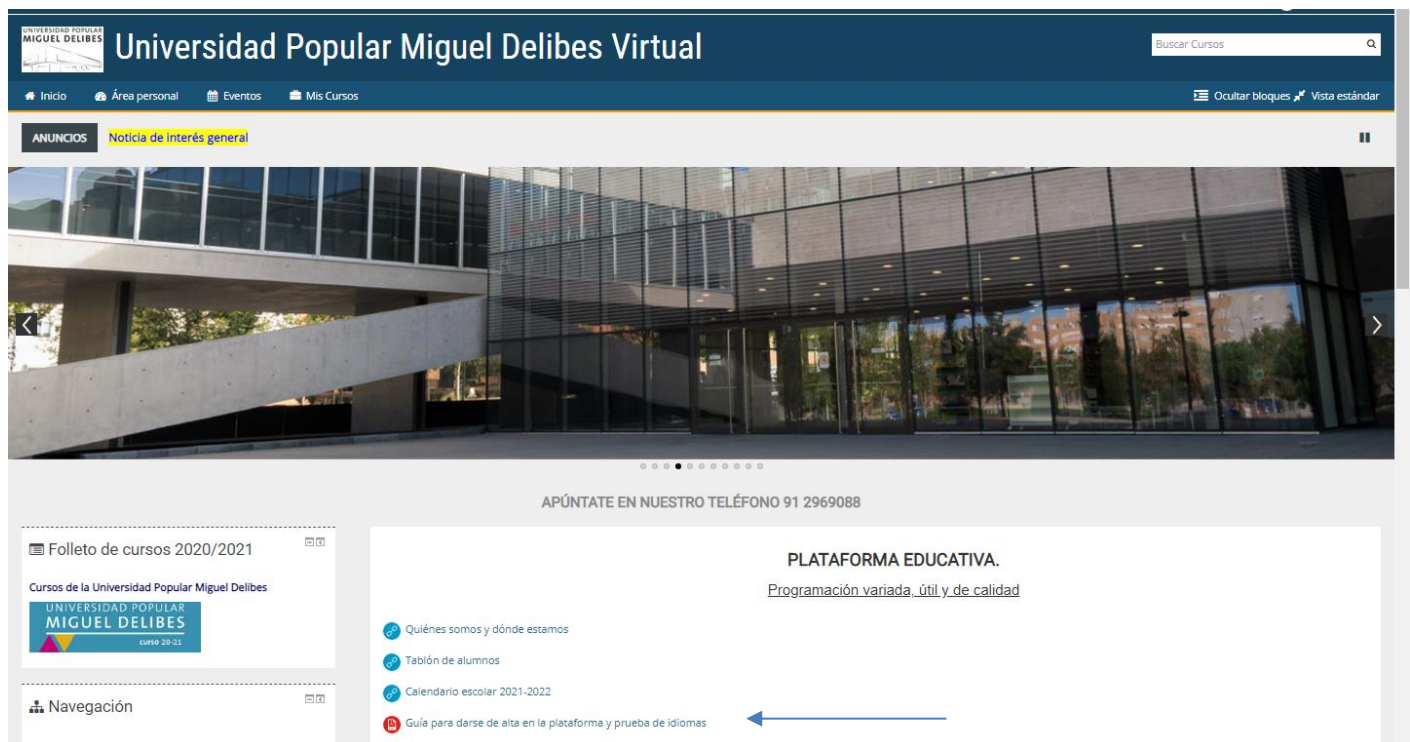 UNIVERSIDAD POPULAR
MIGUEL DELIBES
Universidad Popular Miguel Delibes Virtual
Buscar Cursos
Inicio
Área personal
Eventos
Mis Cursos
Ocultar bloques
Vista estándar
ANUNCIOS
Noticia de interés general
APÚNTATE EN NUESTRO TELÉFONO 91 2969088
Folleto de cursos 2020/2021
Cursos de la Universidad Popular Miguel Delibes
UNIVERSIDAD POPULAR
MIGUEL DELIBES
curso 20-21
Navegación
PLATAFORMA EDUCATIVA.
Programación variada, útil y de calidad
Quiénes somos y dónde estamos
Tablón de alumnos
Calendario escolar 2021-2022
Guía para darse de alta en la plataforma y prueba de idiomas